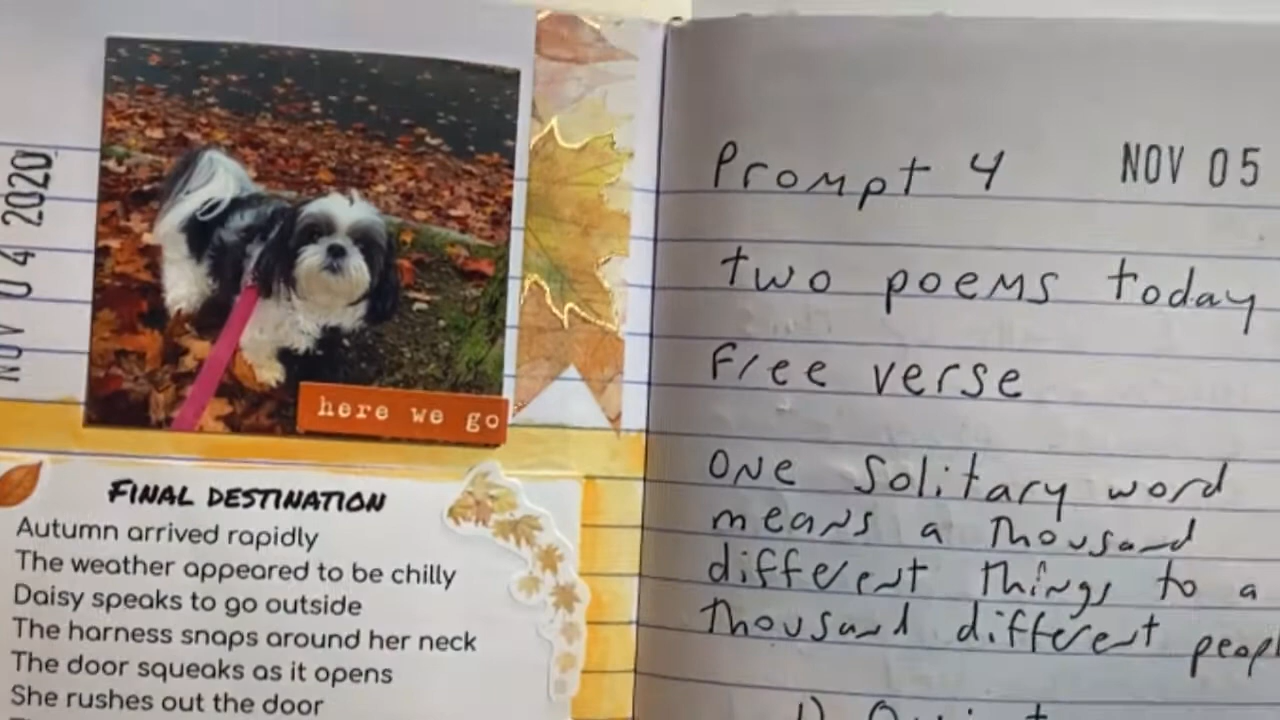 NOV 04 2020
here we go
FINAL DESTINATION
Autumn arrived rapidly
The weather appeared to be chilly
Daisy speaks to go outside
The harness snaps around her neck
The door squeaks as it opens
She rushes out the door
Prompt 4 NOV 05
two poems today
Free verse
one solitary word
means a thousand
different things to a
thousand different peopl